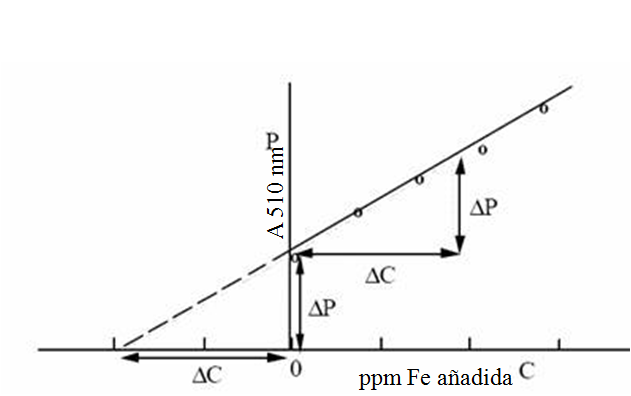 P
A 510 nm
ΔP
ΔC
ΔP
ΔC
0
ppm Fe añadida C